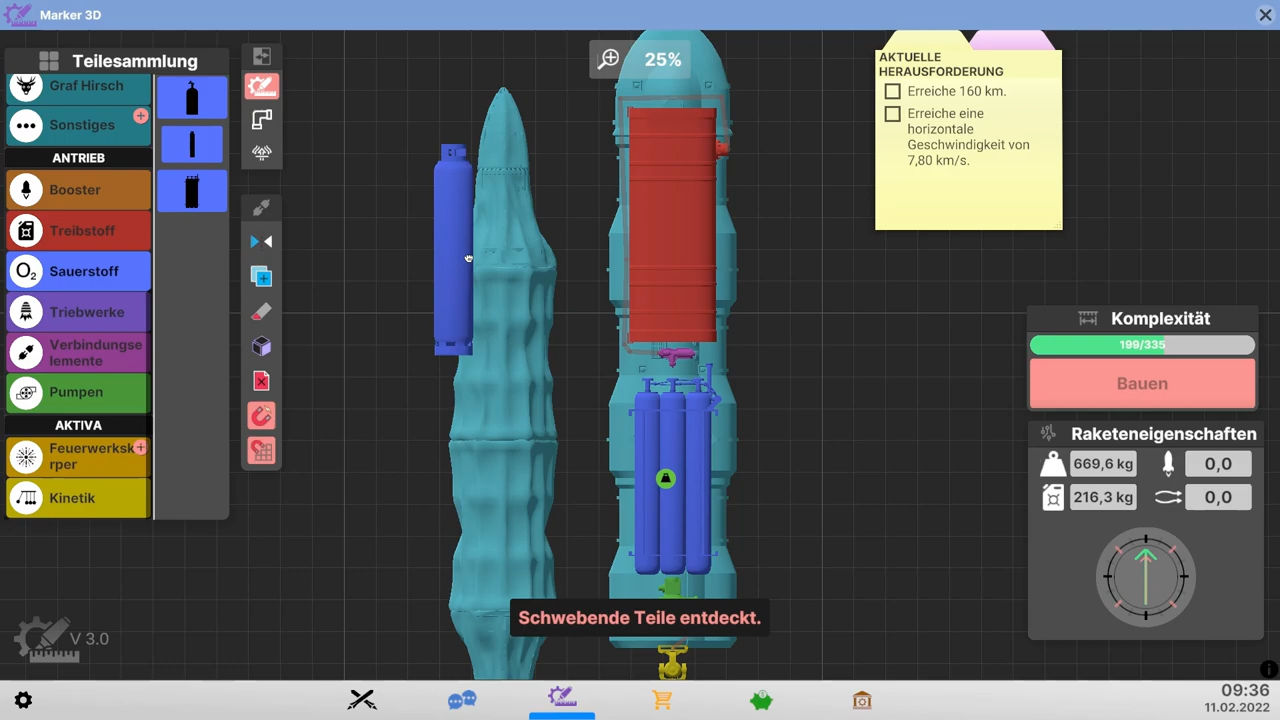 Marker 3D
Teilesammlung
Graf Hirsch
Sonstiges
ANTRIEB
Booster
Treibstoff
O2
Sauerstoff
Triebwerke
Verbindungse
lemente
Pumpen
AKTIVA
Feuerwerksk
rper
Kinetik
25%
AKTUELLE
HERAUSFORDERUNG
Erreiche 160 km.
Erreiche eine
horizontale
Geschwindigkeit von
7,80 km/s.
Komplexität
199/335
Bauen
Raketeneigenschaften
669,6 kg
0,0
216,3 kg
0,0
Schwebende Teile entdeckt.
V 3.0
09:36
11.02.2022